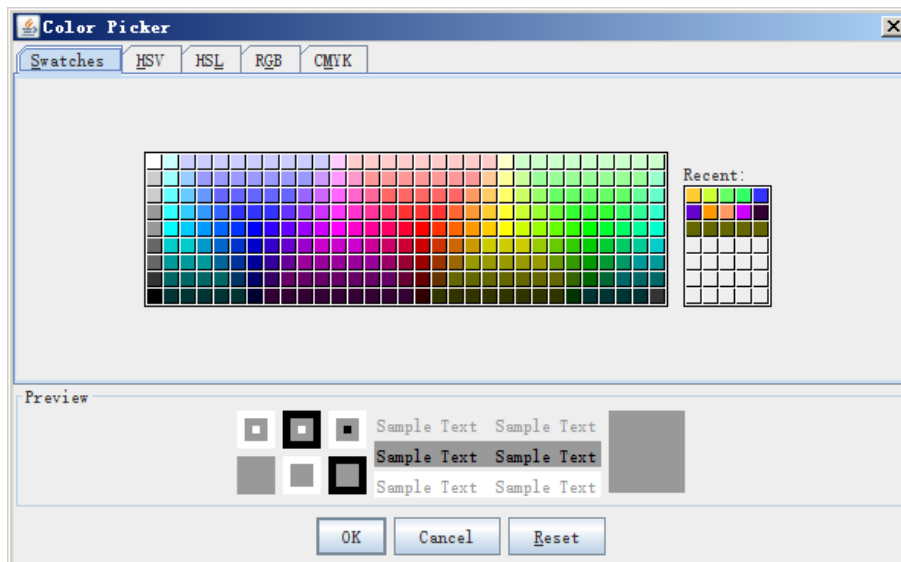 Color Picker
Swatches HSV HSL RGB CMYK
Recent:
Preview
Sample Text Sample Text
Sample Text Sample Text
Sample Text Sample Text
OK Cancel Reset